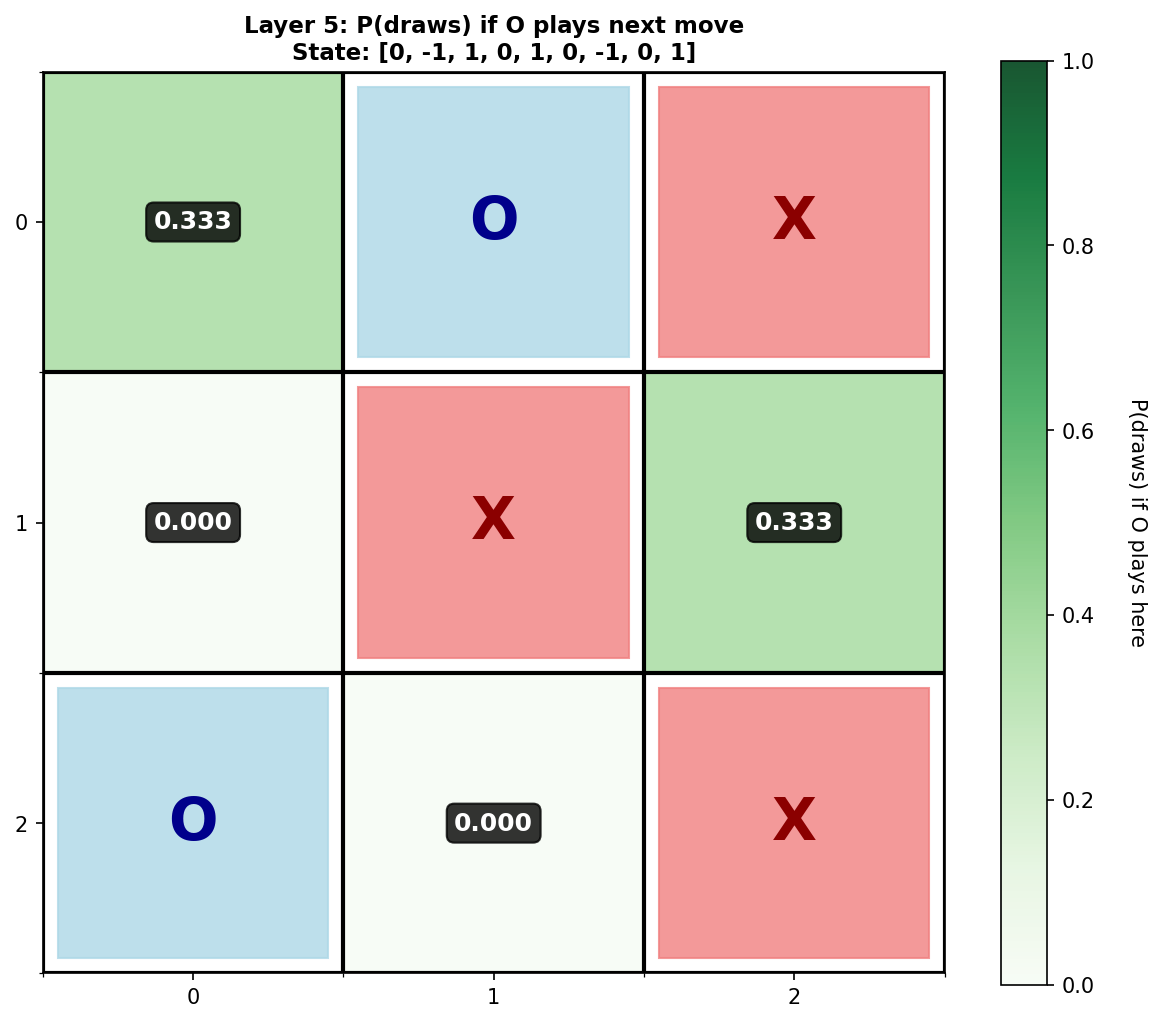 Layer 5: P(draws) if O plays next move
State: [0, -1, 1, 0, 1, 0, -1, 0, 1]
0.333
O
X
0.000
X
0.333
O
0.000
X
0
1
2
0
1
2
1.0
0.8
0.6
0.4
0.2
0.0
P(draws) if O plays here